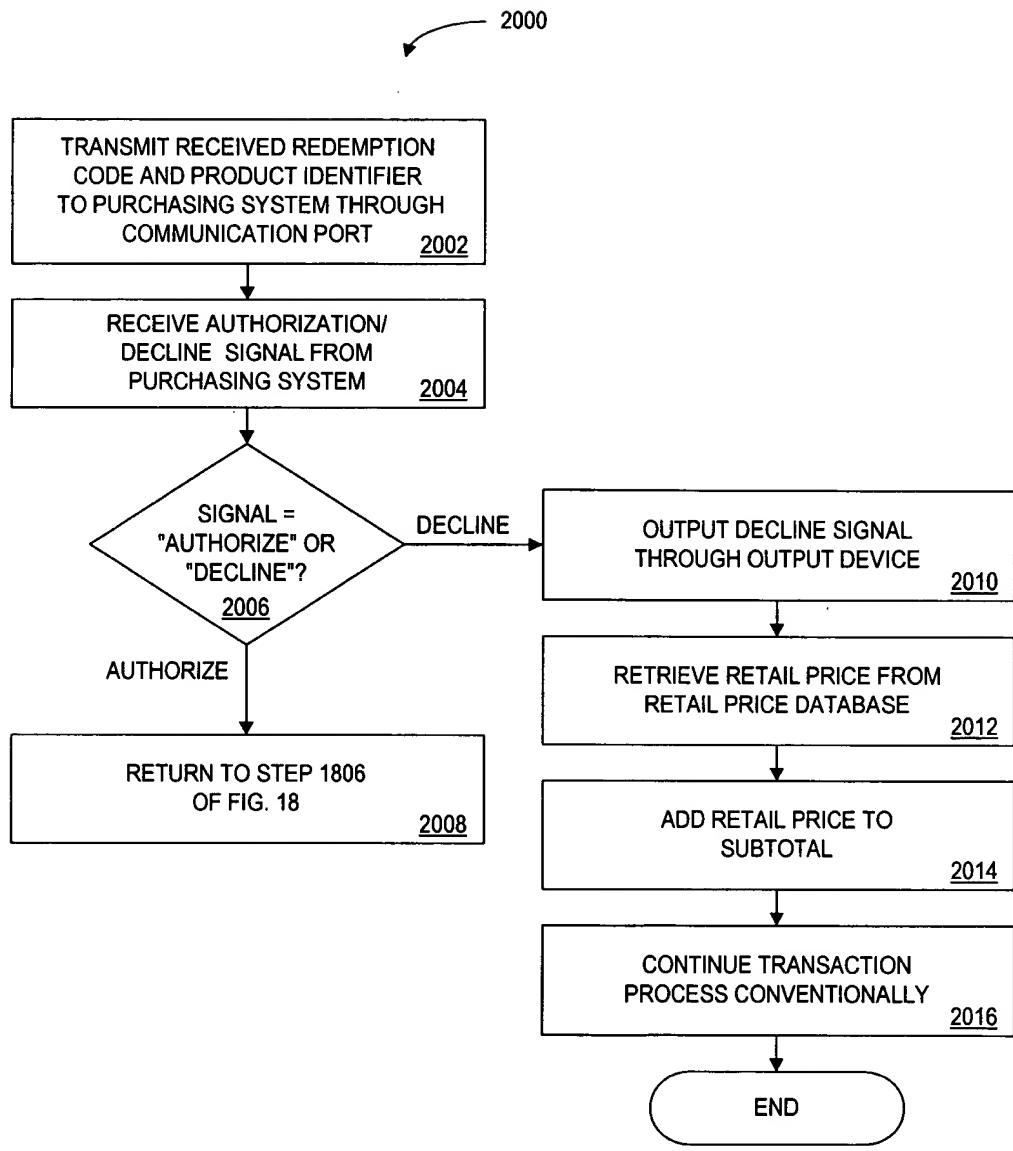 2000
TRANSMIT RECEIVED REDEMPTION
CODE AND PRODUCT IDENTIFIER
TO PURCHASING SYSTEM THROUGH
COMMUNICATION PORT
2002
RECEIVE AUTHORIZATION/
DECLINE SIGNAL FROM
PURCHASING SYSTEM
2004
SIGNAL =
"AUTHORIZE" OR
"DECLINE"?
2006
DECLINE
AUTHORIZE
RETURN TO STEP 1806
OF FIG. 18
2008
OUTPUT DECLINE SIGNAL
THROUGH OUTPUT DEVICE
2010
RETRIEVE RETAIL PRICE FROM
RETAIL PRICE DATABASE
2012
ADD RETAIL PRICE TO
SUBTOTAL
2014
CONTINUE TRANSACTION
PROCESS CONVENTIONALLY
2016
END